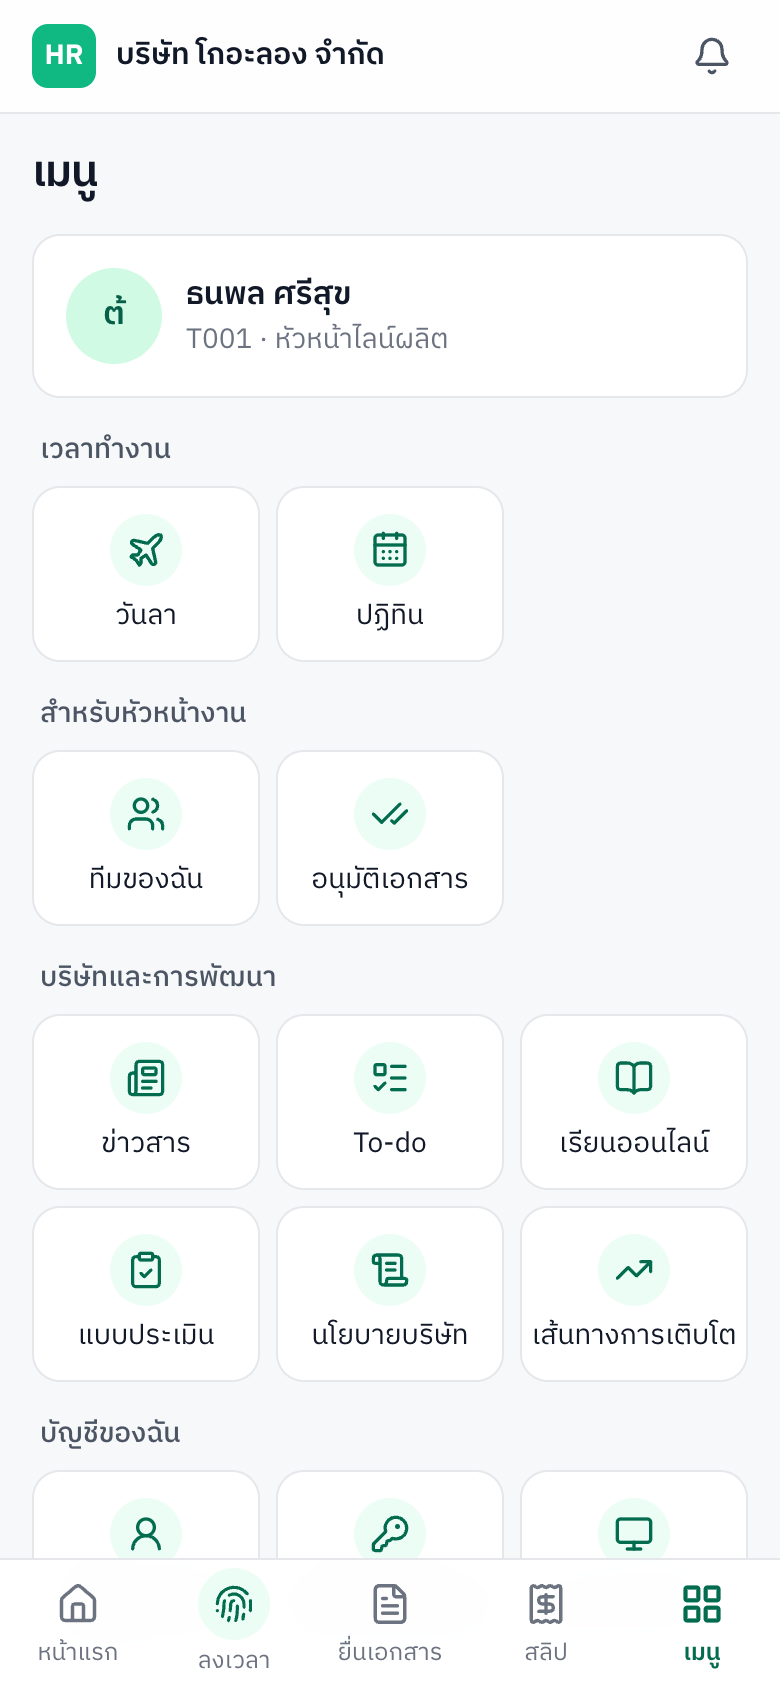 HR บริษัท โกอะลอง จำกัด
เมนู
ต้
ธนพล ศรีสุข
T001 · หัวหน้าไลน์ผลิต
เวลาทำงาน
วันลา ปฏิทิน
สำหรับหัวหน้างาน
ทีมของฉัน อนุมัติเอกสาร
บริษัทและการพัฒนา
ข่าวสาร To-do เรียนออนไลน์
แบบประเมิน นโยบายบริษัท เส้นทางการเติบโต
บัญชีของฉัน
หน้าแรก ลงเวลา ยื่นเอกสาร สลิป เมนู